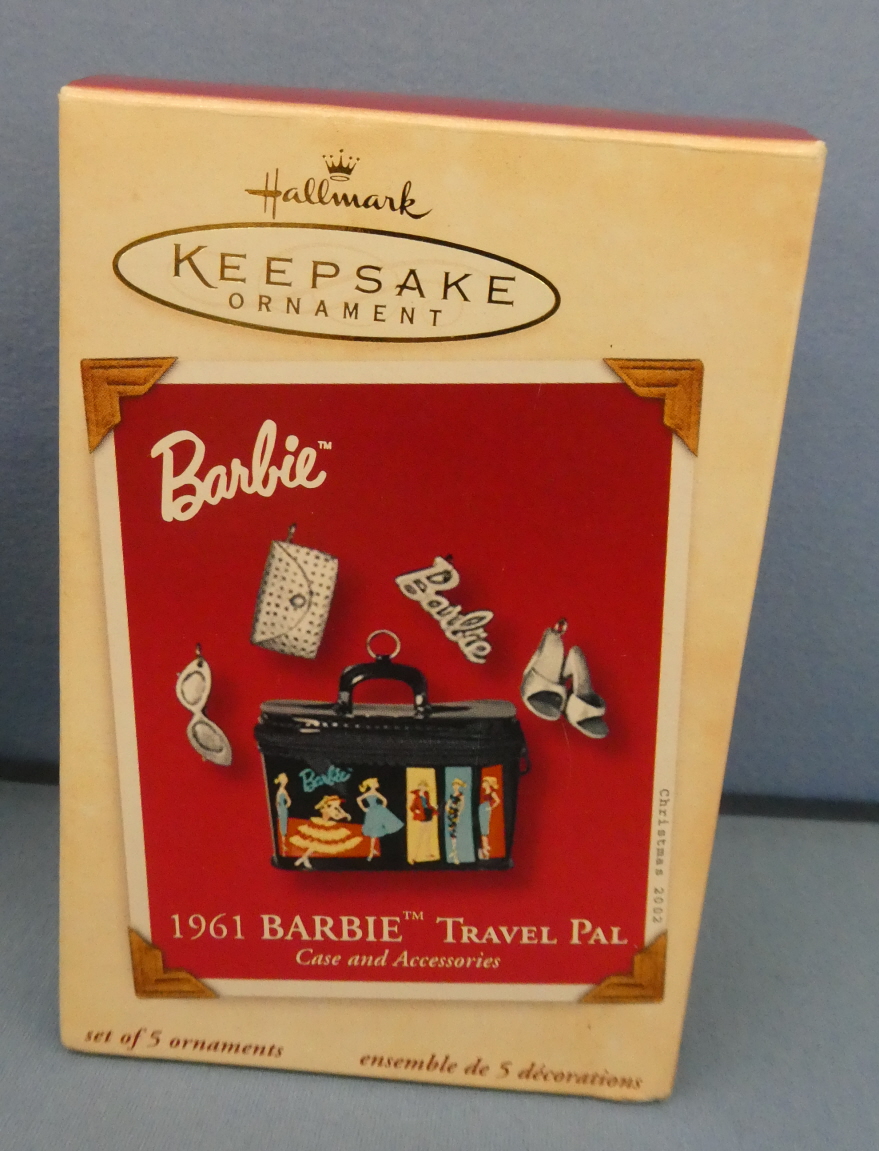 Hallmark
KEEPSAKE
ORNAMENT
Barbie™
Barbie
Barbie
Christmas 2002
1961 BARBIE™ TRAVEL PAL
Case and Accessories
set of 5 ornaments
ensemble de 5 décorations